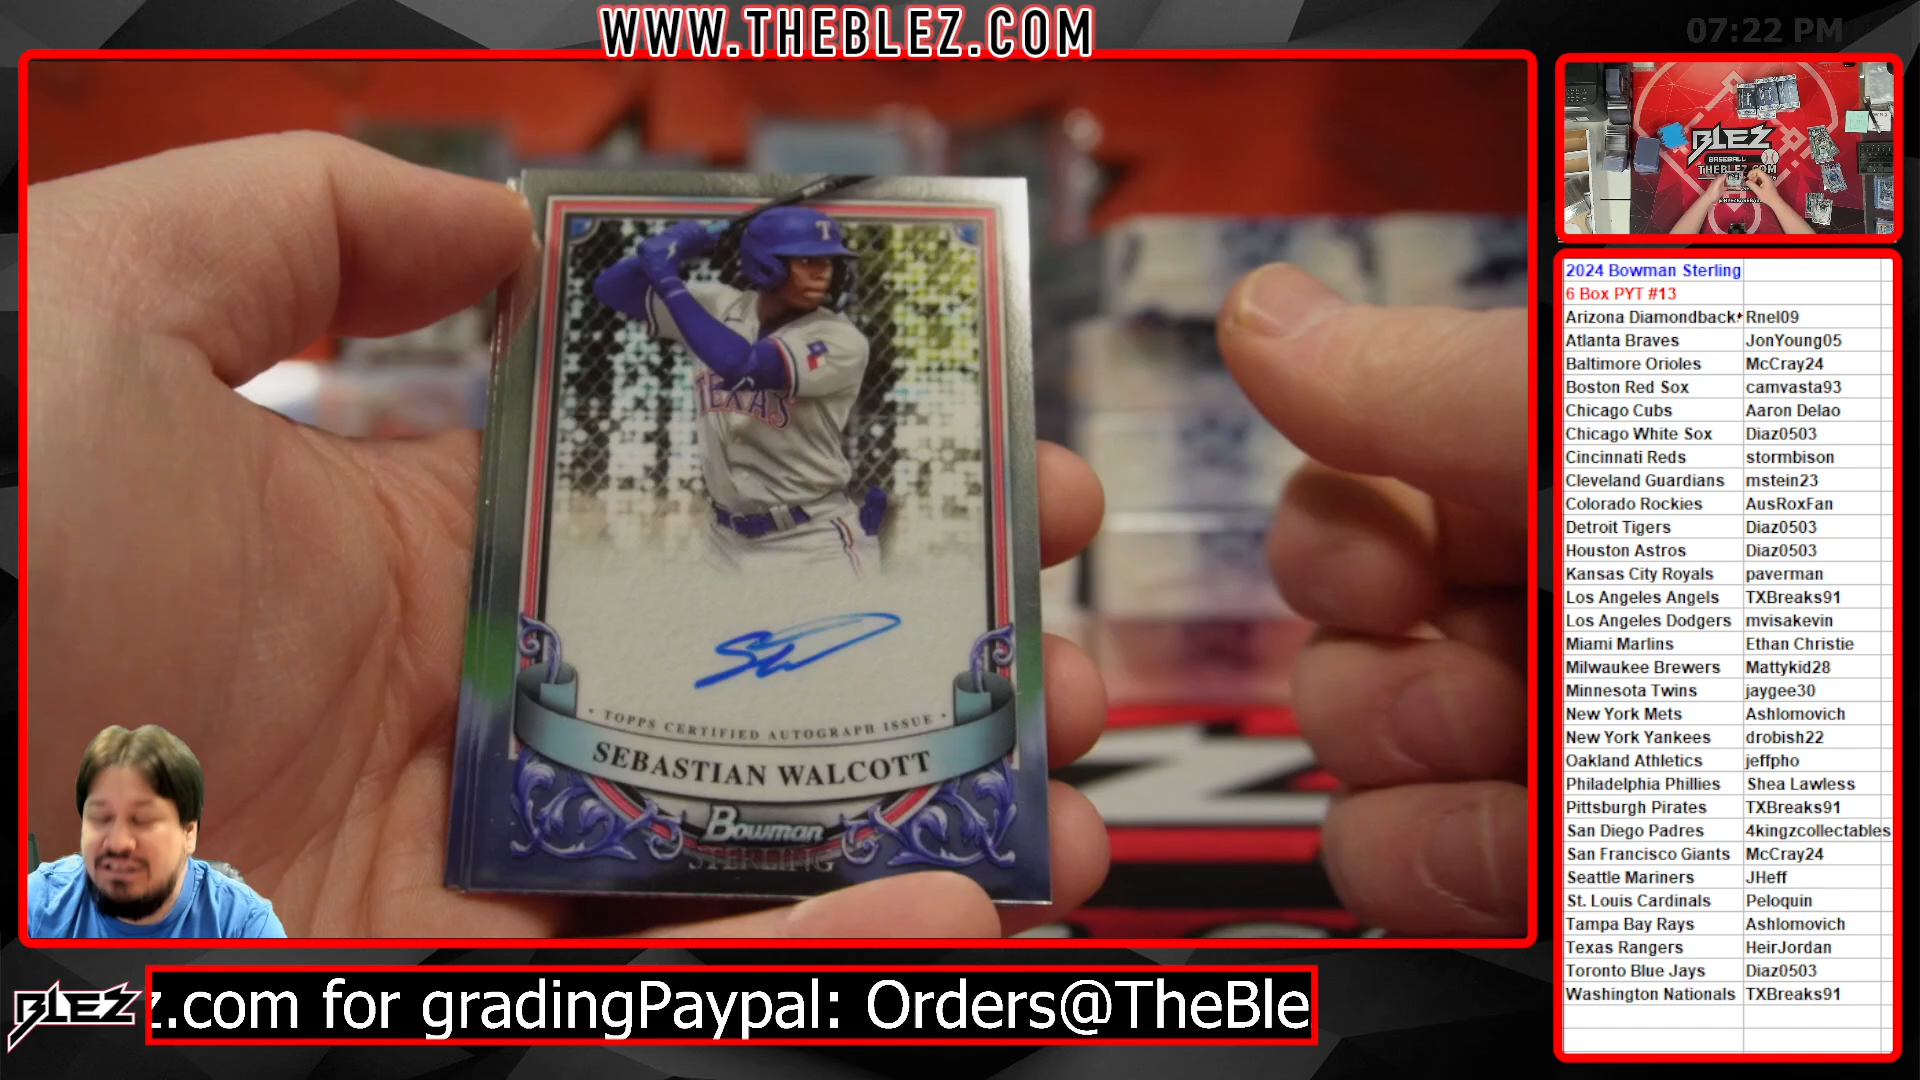 WWW.THEBLEZ.COM
07:22 PM
BLEZ
BASEBALL
THEBLEZ.COM
T
TEXAS
TOPPS CERTIFIED AUTOGRAPH ISSUE
SEBASTIAN WALCOTT
Bowman
STERLING
2024 Bowman Sterling
6 Box PYT #13
Arizona Diamondback Rnel09
Atlanta Braves JonYoung05
Baltimore Orioles McCray24
Boston Red Sox camvasta93
Chicago Cubs Aaron Delao
Chicago White Sox Diaz0503
Cincinnati Reds stormbison
Cleveland Guardians mstein23
Colorado Rockies AusRoxFan
Detroit Tigers Diaz0503
Houston Astros Diaz0503
Kansas City Royals paverman
Los Angeles Angels TXBreaks91
Los Angeles Dodgers mvisakevin
Miami Marlins Ethan Christie
Milwaukee Brewers Mattykid28
Minnesota Twins jaygee30
New York Mets Ashlomovich
New York Yankees drobish22
Oakland Athletics jeffpho
Philadelphia Phillies Shea Lawless
Pittsburgh Pirates TXBreaks91
San Diego Padres 4kingzcollectables
San Francisco Giants McCray24
Seattle Mariners JHeff
St. Louis Cardinals Peloquin
Tampa Bay Rays Ashlomovich
Texas Rangers HeirJordan
Toronto Blue Jays Diaz0503
Washington Nationals TXBreaks91
BLEZ
z.com for gradingPaypal: Orders@TheBle